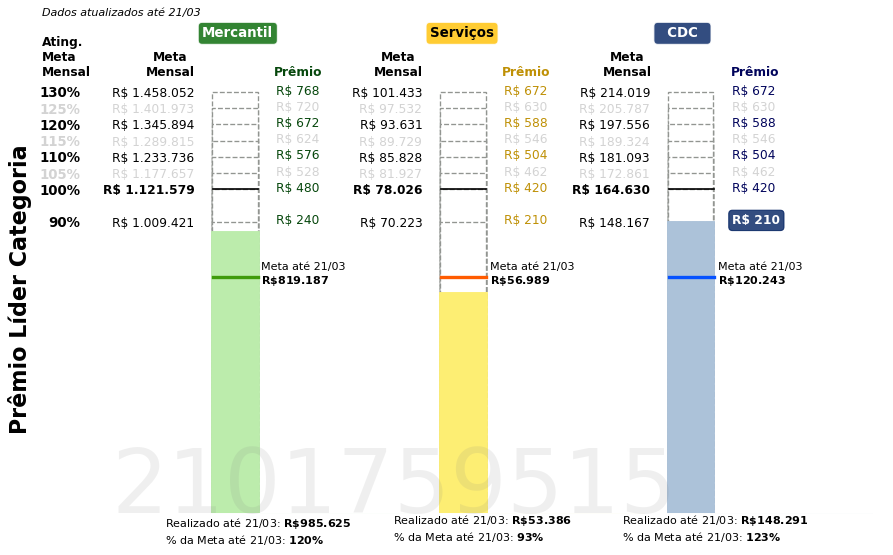 Dados atualizados até 21/03
Mercantil Serviços CDC
Ating. Meta Mensal
Meta Mensal Prêmio Meta Mensal Prêmio Meta Mensal Prêmio
130% R$ 1.458.052 R$ 768 R$ 101.433 R$ 672 R$ 214.019 R$ 672
125% R$ 1.401.973 R$ 720 R$ 97.532 R$ 630 R$ 205.787 R$ 630
120% R$ 1.345.894 R$ 672 R$ 93.631 R$ 588 R$ 197.556 R$ 588
115% R$ 1.289.815 R$ 624 R$ 89.729 R$ 546 R$ 189.324 R$ 546
110% R$ 1.233.736 R$ 576 R$ 85.828 R$ 504 R$ 181.093 R$ 504
105% R$ 1.177.657 R$ 528 R$ 81.927 R$ 462 R$ 172.861 R$ 462
100% R$ 1.121.579 R$ 480 R$ 78.026 R$ 420 R$ 164.630 R$ 420
90% R$ 1.009.421 R$ 240 R$ 70.223 R$ 210 R$ 148.167 R$ 210
Meta até 21/03 Meta até 21/03 Meta até 21/03
R$819.187 R$56.989 R$120.243
Prêmio Líder Categoria
2101759515
Realizado até 21/03: R$985.625 Realizado até 21/03: R$53.386 Realizado até 21/03: R$148.291
% da Meta até 21/03: 120% % da Meta até 21/03: 93% % da Meta até 21/03: 123%